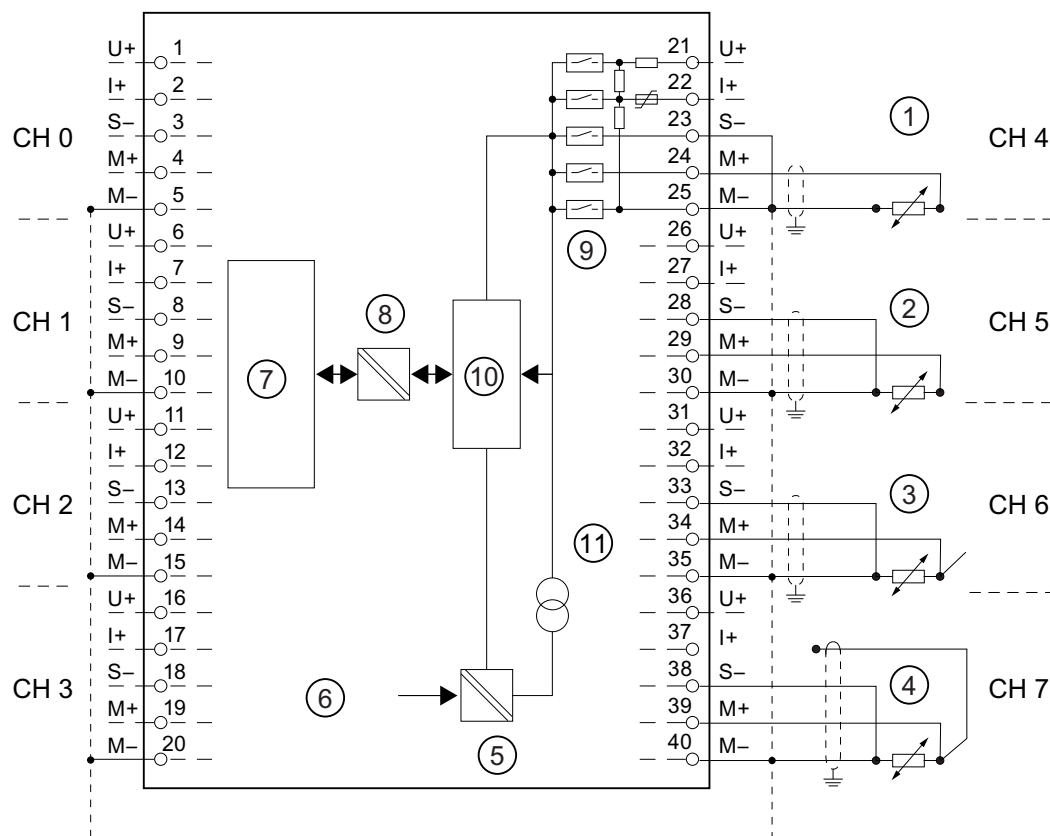 CH 0
U+ 1
I+ 2
S– 3
M+ 4
M– 5
CH 1
U+ 6
I+ 7
S– 8
M+ 9
M– 10
CH 2
U+ 11
I+ 12
S– 13
M+ 14
M– 15
CH 3
U+ 16
I+ 17
S– 18
M+ 19
M– 20
7
8
10
9
11
6
5
21 U+
22 I+
23 S–
24 M+
25 M–
1
CH 4
26 U+
27 I+
28 S–
29 M+
30 M–
2
CH 5
31 U+
32 I+
33 S–
34 M+
35 M–
3
CH 6
36 U+
37 I+
38 S–
39 M+
40 M–
4
CH 7